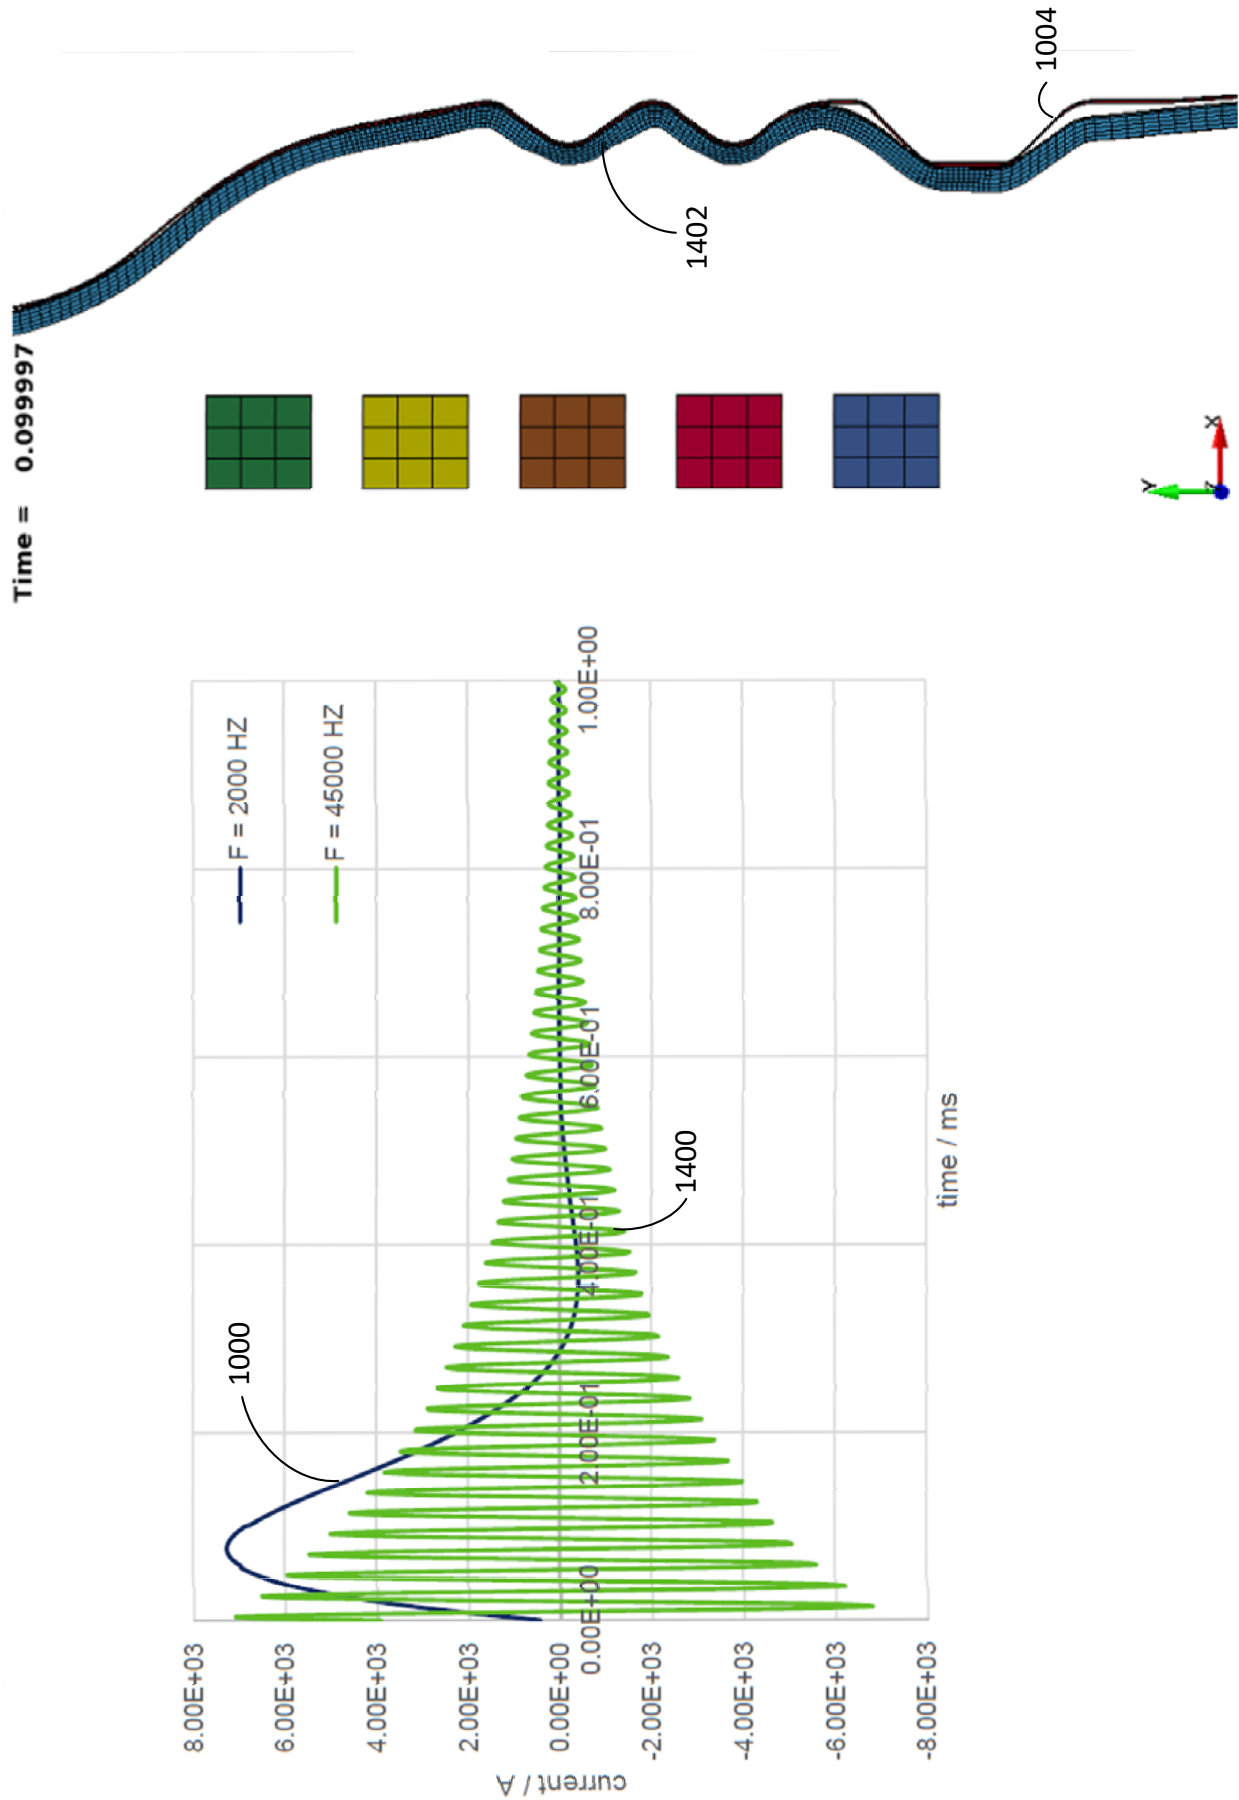 8.00E+03
6.00E+03
4.00E+03
2.00E+03
0.00E+00
-2.00E+03
-4.00E+03
-6.00E+03
-8.00E+03
current / A
0.00E+00
2.00E-01
4.00E-01
6.00E-01
8.00E-01
1.00E+00
time / ms
F = 2000 HZ
F = 45000 HZ
1000
1400
Time = 0.099997
1402
1004
Y
Z
X